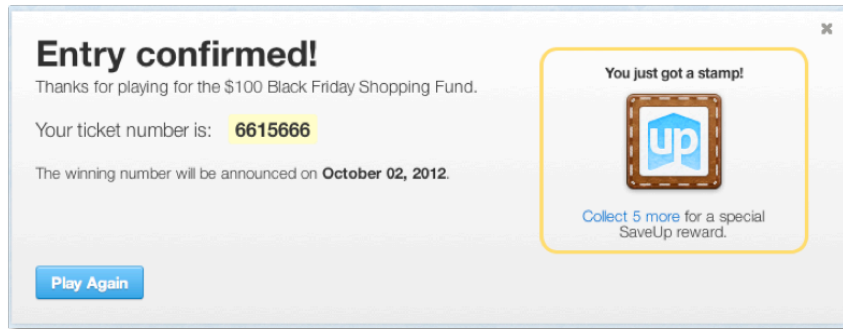 Entry confirmed!
Thanks for playing for the $100 Black Friday Shopping Fund.
Your ticket number is: 6615666
The winning number will be announced on October 02, 2012.
Play Again
You just got a stamp!
up
Collect 5 more for a special
SaveUp reward.